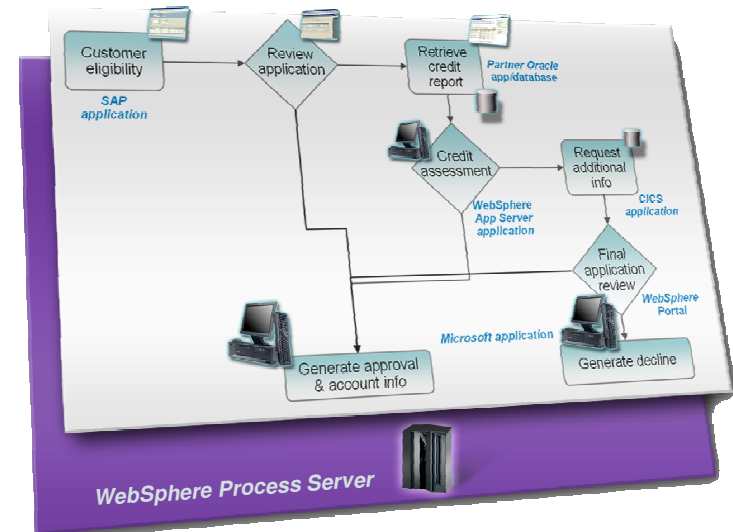 Customer
eligibility
SAP
application
Review
application
Retrieve
credit
report
Partner Oracle
app/database
Credit
assessment
WebSphere
App Server
application
Request
additional
info
CICS
application
Final
application
review
WebSphere
Portal
Microsoft application
Generate approval
& account info
Generate decline
WebSphere Process Server